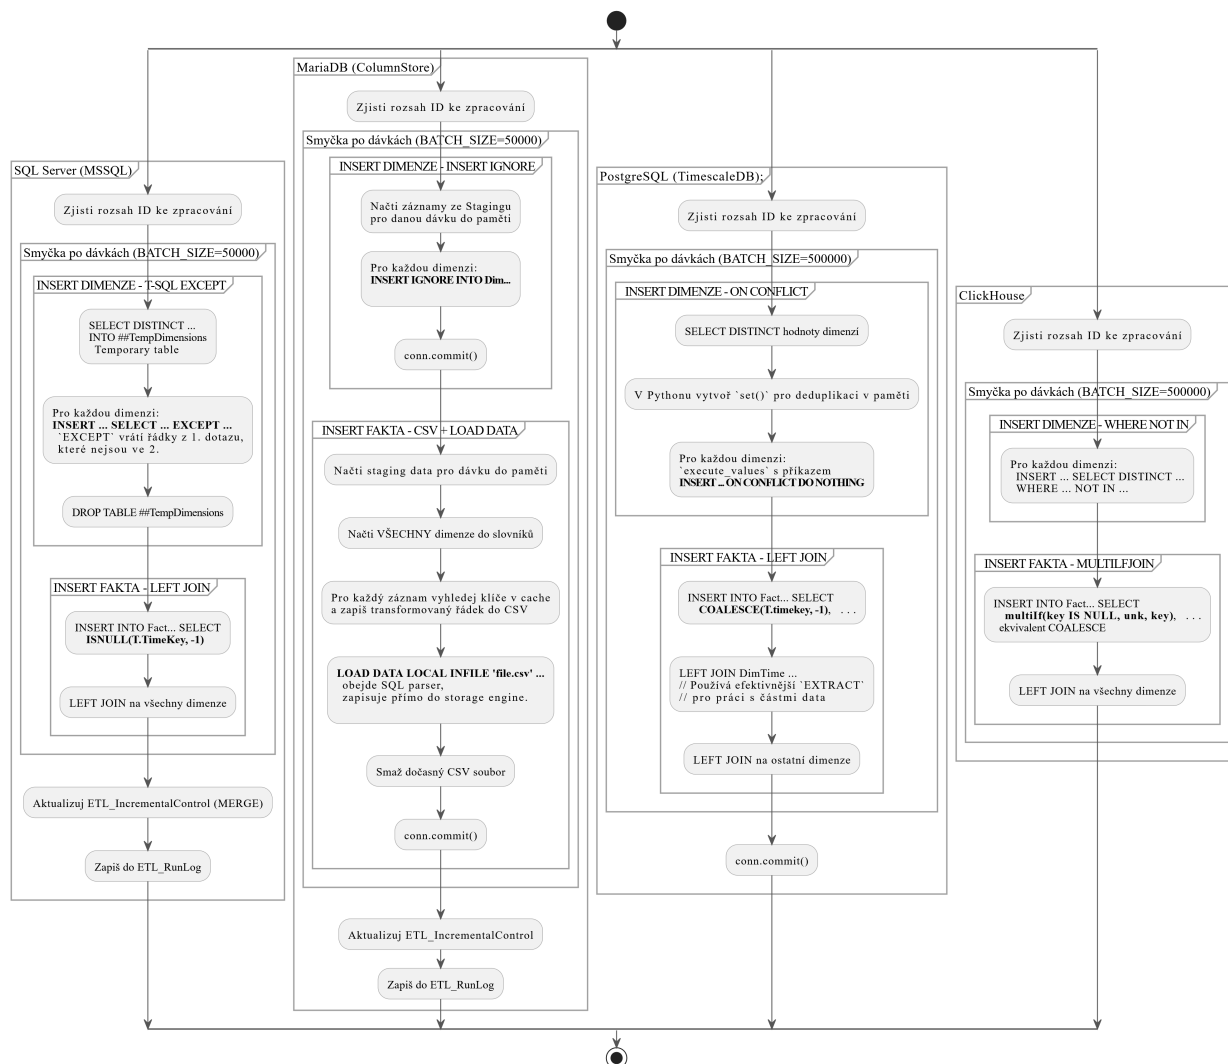 SQL Server (MSSQL)
Zjisti rozsah ID ke zpracování
Smyčka po dávkách (BATCH_SIZE=50000)
INSERT DIMENZE - T-SQL EXCEPT
SELECT DISTINCT ...
INTO ##TempDimensions
Temporary table
Pro každou dimenzi:
INSERT ... SELECT ... EXCEPT ...
`EXCEPT` vrátí řádky z 1. dotazu,
které nejsou ve 2.
DROP TABLE ##TempDimensions
INSERT FAKTA - LEFT JOIN
INSERT INTO Fact... SELECT
ISNULL(T.TimeKey, -1)
LEFT JOIN na všechny dimenze
Aktualizuj ETL_IncrementalControl (MERGE)
Zapiš do ETL_RunLog
MariaDB (ColumnStore)
Zjisti rozsah ID ke zpracování
Smyčka po dávkách (BATCH_SIZE=50000)
INSERT DIMENZE - INSERT IGNORE
Načti záznamy ze Stagingu
pro danou dávku do paměti
Pro každou dimenzi:
INSERT IGNORE INTO Dim...
conn.commit()
INSERT FAKTA - CSV + LOAD DATA
Načti staging data pro dávku do paměti
Načti VŠECHNY dimenze do slovníků
Pro každý záznam vyhledej klíče v cache
a zapiš transformovaný řádek do CSV
LOAD DATA LOCAL INFILE 'file.csv' ...
obejde SQL parser,
zapisuje přímo do storage engine.
Smaž dočasný CSV soubor
conn.commit()
Aktualizuj ETL_IncrementalControl
Zapiš do ETL_RunLog
PostgreSQL (TimescaleDB);
Zjisti rozsah ID ke zpracování
Smyčka po dávkách (BATCH_SIZE=500000)
INSERT DIMENZE - ON CONFLICT
SELECT DISTINCT hodnoty dimenzí
V Pythonu vytvoř `set()` pro deduplikaci v paměti
Pro každou dimenzi:
`execute_values` s příkazem
INSERT ... ON CONFLICT DO NOTHING
INSERT FAKTA - LEFT JOIN
INSERT INTO Fact... SELECT
COALESCE(T.timekey, -1), ...
LEFT JOIN DimTime ...
// Používá efektivnější `EXTRACT`
// pro práci s částmi data
LEFT JOIN na ostatní dimenze
conn.commit()
ClickHouse
Zjisti rozsah ID ke zpracování
Smyčka po dávkách (BATCH_SIZE=500000)
INSERT DIMENZE - WHERE NOT IN
Pro každou dimenzi:
INSERT ... SELECT DISTINCT ...
WHERE ... NOT IN ...
INSERT FAKTA - MULTILFJOIN
INSERT INTO Fact... SELECT
multiIf(key IS NULL, unk, key), ...
ekvivalent COALESCE
LEFT JOIN na všechny dimenze